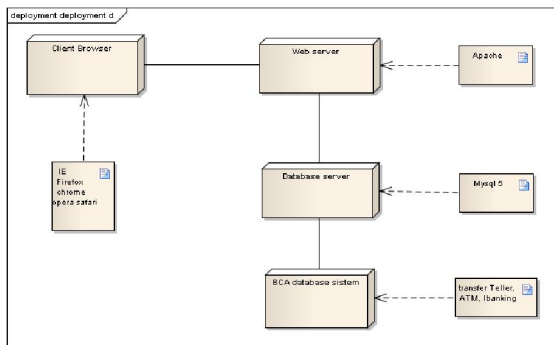 deployment deployment d
Client Browser
Web server
Apache
IE
Firefox
chrome
opera safari
Database server
Mysql 5
BCA database sistem
transfer Teller,
ATM, Ibanking